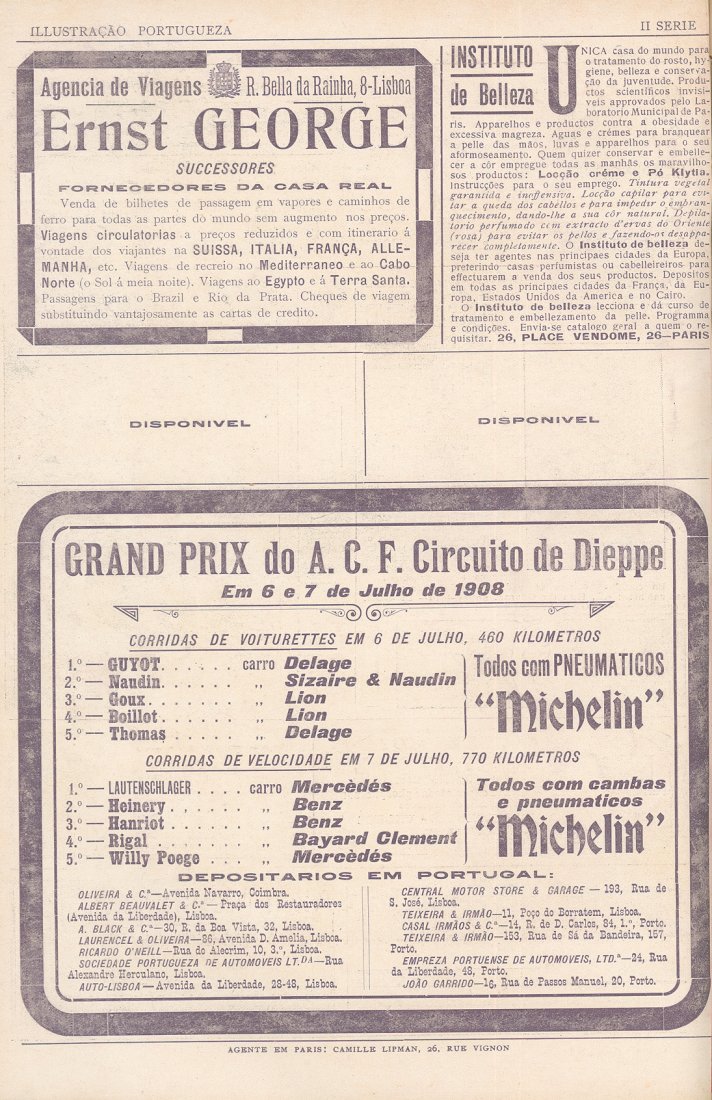 ILLUSTRAÇÃO PORTUGUEZA
II SERIE
Agencia de Viagens R. Bella da Rainha, 8-Lisboa
Ernst GEORGE
SUCCESSORES
FORNECEDORES DA CASA REAL
Venda de bilhetes de passagem em vapores e caminhos de
ferro para todas as partes do mundo sem augmento nos preços.
Viagens circulatorias a preços reduzidos e com itinerario á
vontade dos viajantes na SUISSA, ITALIA, FRANÇA, ALLE-
MANHA, etc. Viagens de recreio no Mediterraneo e ao Cabo
Norte (o Sol á meia noite). Viagens ao Egypto e á Terra Santa.
Passagens para o Brazil e Rio da Prata. Cheques de viagem
substituindo vantajosamente as cartas de credito.
INSTITUTO
de Belleza
UNICA casa do mundo para
o tratamento do rosto, hy-
giene, belleza e conserva-
ção da juventude. Produ-
ctos scientificos invisi-
veis approvados pelo La-
boratorio Municipal de Pa-
ris. Apparelhos e productos contra a obesidade e
excessiva magreza. Aguas e crémes para branquear
a pelle das mãos, luvas e apparelhos para o seu
aformoseamento. Quem quizer conservar e embelle-
cer a côr empregue todas as manhãs os maravilho-
sos productos: Locção créme e Pó Klytia.
Instrucções para o seu emprego. Tintura vegetal
garantida e inoffensiva. Locção capilar para evi-
tar a queda dos cabellos e para impedir o embran-
quecimento, dando-lhe a sua côr natural. Depila-
torio perfumado com extracto d'ervas do Oriente
(rosa) para evitar os pellos e fazendo-os desappa-
recer completamente. O Instituto de belleza de-
seja ter agentes nas principaes cidades da Europa,
preterindo casas perfumistas ou cabelleireiros para
effectuarem a venda dos seus productos. Depositos
em todas as principaes cidades da França, da Eu-
ropa, Estados Unidos da America e no Cairo.
O Instituto de belleza lecciona e dá curso de
tratamento e embellezamento da pelle. Programma
e condições. Envia-se catalogo geral a quem o re-
quisitar. 26, PLACE VENDOME, 26—PARIS
DISPONIVEL
DISPONIVEL
GRAND PRIX do A. C. F. Circuito de Dieppe
Em 6 e 7 de Julho de 1908
CORRIDAS DE VOITURETTES EM 6 DE JULHO, 460 KILOMETROS
1.º — GUYOT. . . . . . carro Delage
2.º — Naudin. . . . . . „ Sizaire & Naudin
3.º — Goux. . . . . . . „ Lion
4.º — Boillot. . . . . . „ Lion
5.º — Thomas . . . . . „ Delage
Todos com PNEUMATICOS
"Michelin"
CORRIDAS DE VELOCIDADE EM 7 DE JULHO, 770 KILOMETROS
1.º — LAUTENSCHLAGER . . . . carro Mercèdés
2.º — Heinery . . . . . . „ Benz
3.º — Hanriot . . . . . . „ Benz
4.º — Rigal . . . . . . . „ Bayard Clement
5.º — Willy Poege . . . . „ Mercèdés
Todos com cambas
e pneumaticos
"Michelin"
DEPOSITARIOS EM PORTUGAL:
OLIVEIRA & C.ª—Avenida Navarro, Coimbra.
ALBERT BEAUVALET & C.ª — Praça dos Restauradores
(Avenida da Liberdade), Lisboa.
A. BLACK & C.ª—30, R. da Boa Vista, 32, Lisboa.
LAURENCEL & OLIVEIRA—26, Avenida D. Amelia, Lisboa.
RICARDO O'NEILL—Rua do Alecrim, 10, 3.º, Lisboa.
SOCIEDADE PORTUGUEZA DE AUTOMOVEIS LT.DA—Rua
Alexandre Herculano, Lisboa.
AUTO-LISBOA — Avenida da Liberdade, 28-48, Lisboa.
CENTRAL MOTOR STORE & GARAGE — 193, Rua de
S. José, Lisboa.
TEIXEIRA & IRMÃO—11, Poço do Borratem, Lisboa.
CASAL IRMÃOS & C.ª—14, R. de D. Carlos, 84, 1.º, Porto.
TEIXEIRA & IRMÃO—153, Rua de Sá da Bandeira, 157,
Porto.
EMPREZA PORTUENSE DE AUTOMOVEIS, LTD.ª—24, Rua
da Liberdade, 48, Porto.
JOÃO GARRIDO—16, Rua de Passos Manuel, 20, Porto.
AGENTE EM PARIS: CAMILLE LIPMAN, 26, RUE VIGNON